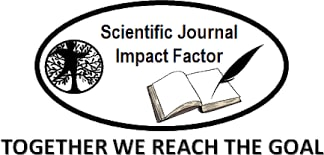 Scientific Journal
Impact Factor
TOGETHER WE REACH THE GOAL